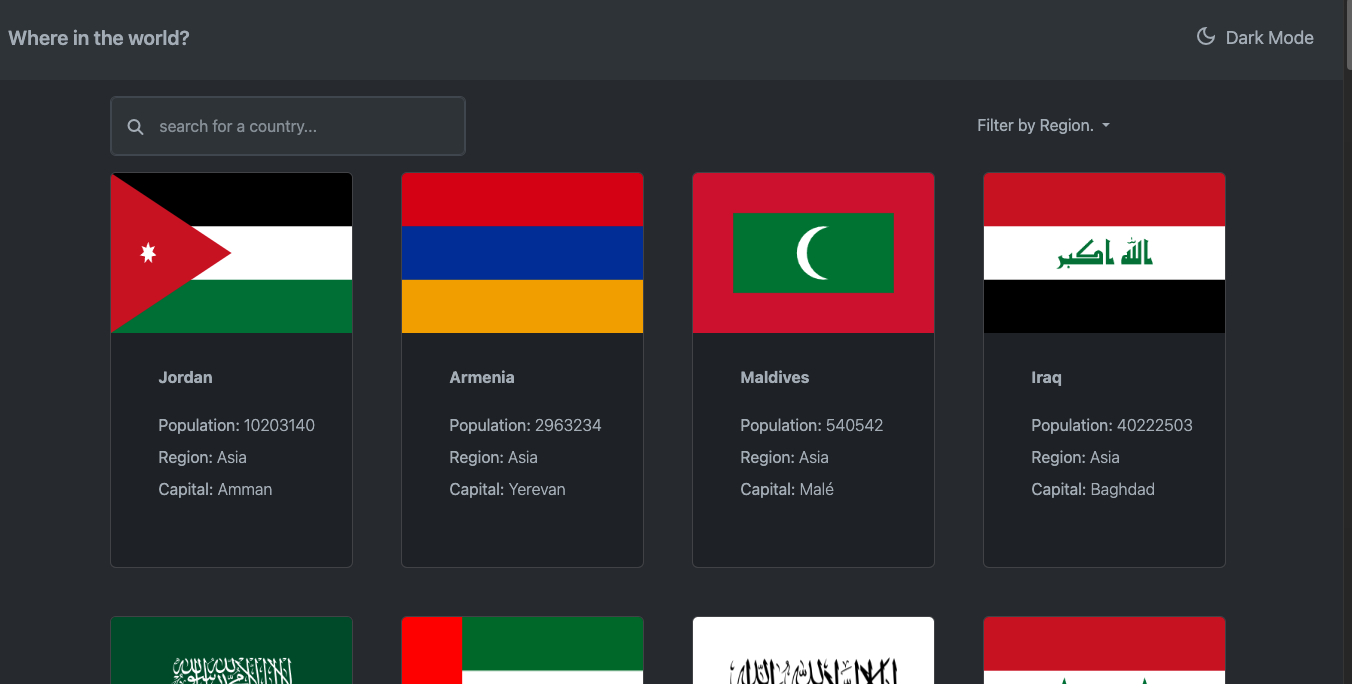 Where in the world?
Dark Mode
search for a country...
Filter by Region.
الله اكبر
Jordan
Population: 10203140
Region: Asia
Capital: Amman
Armenia
Population: 2963234
Region: Asia
Capital: Yerevan
Maldives
Population: 540542
Region: Asia
Capital: Malé
Iraq
Population: 40222503
Region: Asia
Capital: Baghdad